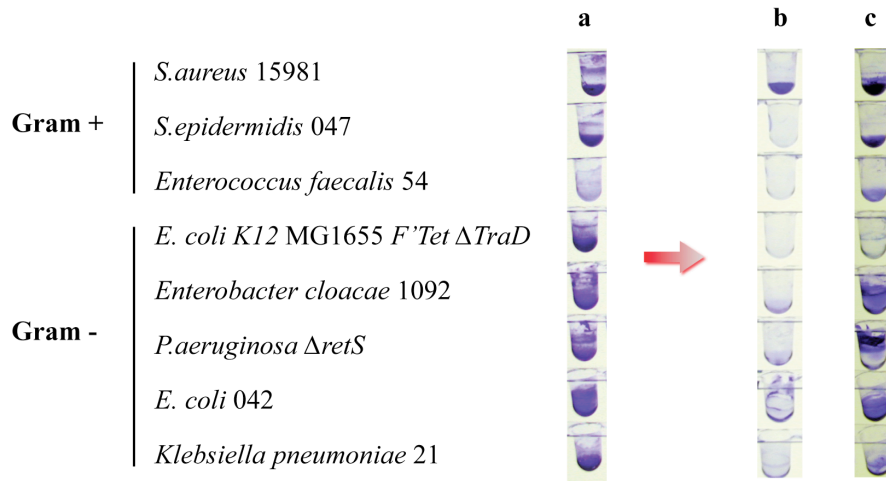 a b c
Gram +
S.aureus 15981
S.epidermidis 047
Enterococcus faecalis 54
Gram -
E. coli K12 MG1655 F’Tet ΔTraD
Enterobacter cloacae 1092
P.aeruginosa ΔretS
E. coli 042
Klebsiella pneumoniae 21